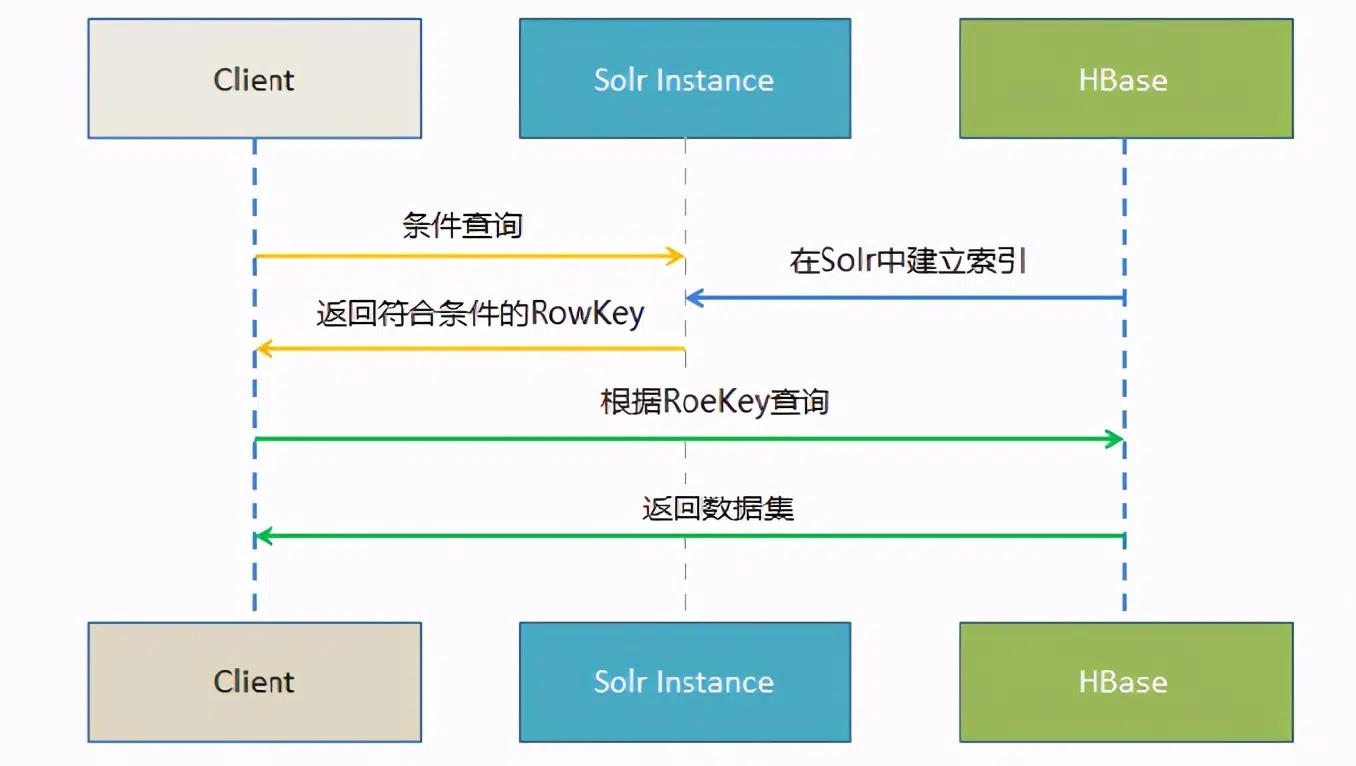 Client
Solr Instance
HBase
条件查询
在Solr中建立索引
返回符合条件的RowKey
根据RoeKey查询
返回数据集
Client
Solr Instance
HBase